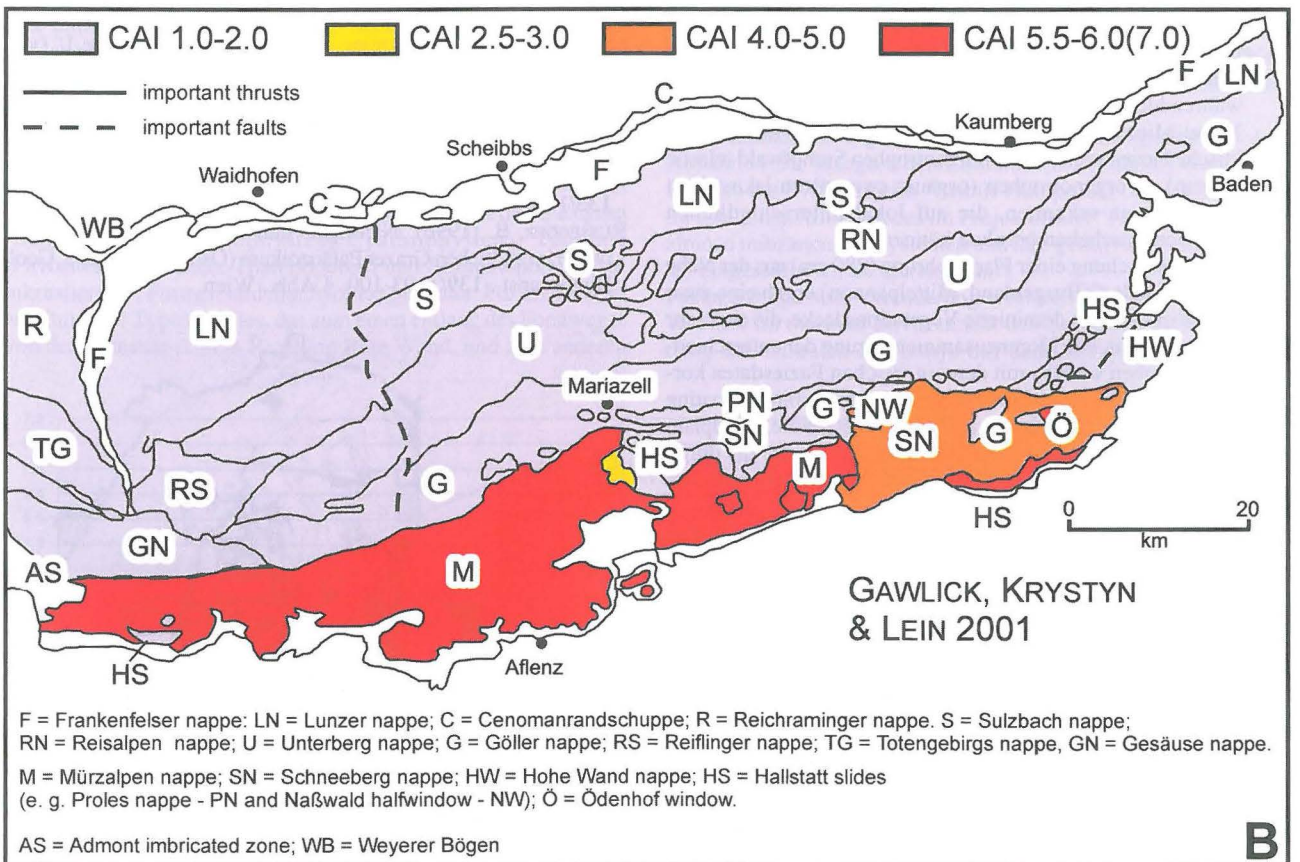 CAI 1.0-2.0 CAI 2.5-3.0 CAI 4.0-5.0 CAI 5.5-6.0(7.0)
important thrusts
important faults
F
LN
C
Kaumberg
G
Scheibbs
F
Baden
Waidhofen
LN
S
C
RN
WB
S
U
S
HS
R
LN
F
U
HW
G
Mariazell
PN
G
NW
TG
SN
SN
G
Ö
HS
M
RS
G
HS
0 20
km
GN
AS
M
GAWLICK, KRYSTYN
& LEIN 2001
HS
Aflenz
F = Frankenfelser nappe: LN = Lunzer nappe; C = Cenomanrandschuppe; R = Reichraminger nappe. S = Sulzbach nappe;
RN = Reisalpen nappe; U = Unterberg nappe; G = Göller nappe; RS = Reiflinger nappe; TG = Totengebirgs nappe, GN = Gesäuse nappe.
M = Mürzalpen nappe; SN = Schneeberg nappe; HW = Hohe Wand nappe; HS = Hallstatt slides
(e. g. Proles nappe - PN and Naßwald halfwindow - NW); Ö = Ödenhof window.
AS = Admont imbricated zone; WB = Weyerer Bögen
B